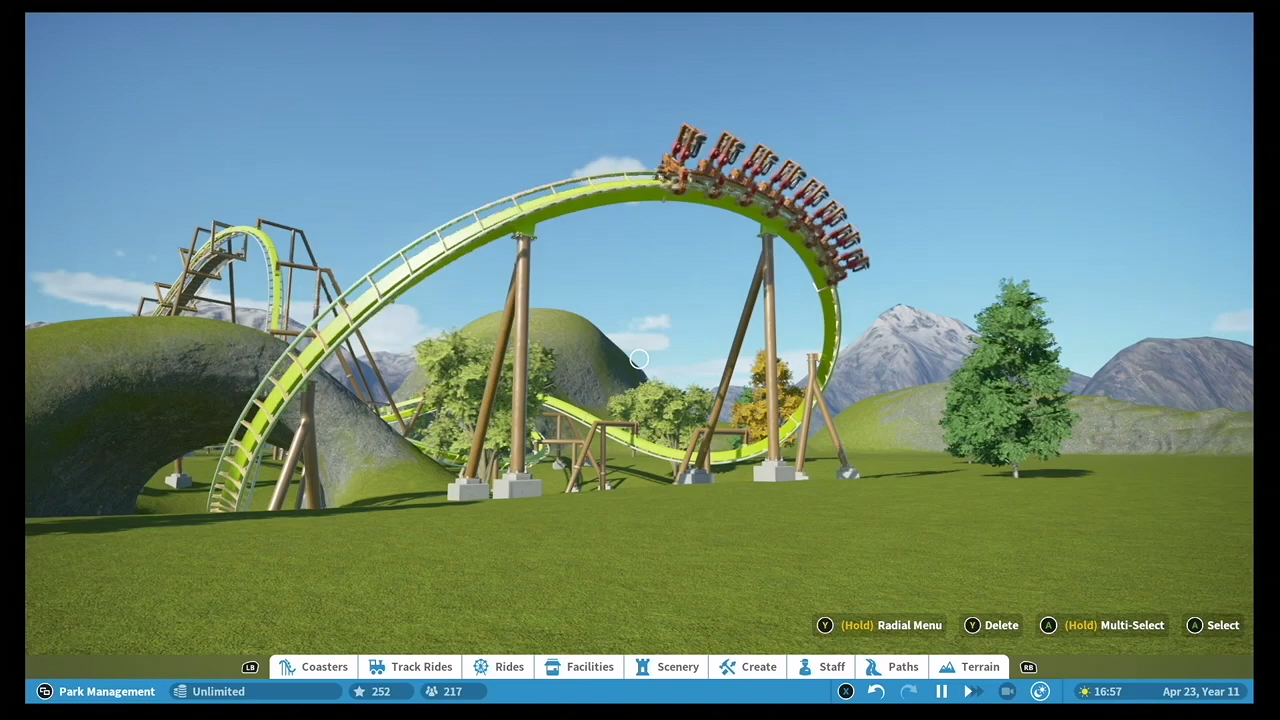 Y (Hold) Radial Menu Y Delete A (Hold) Multi-Select A Select
LB Coasters Track Rides Rides Facilities Scenery Create Staff Paths Terrain RB
Park Management Unlimited 252 217 X 16:57 Apr 23, Year 11